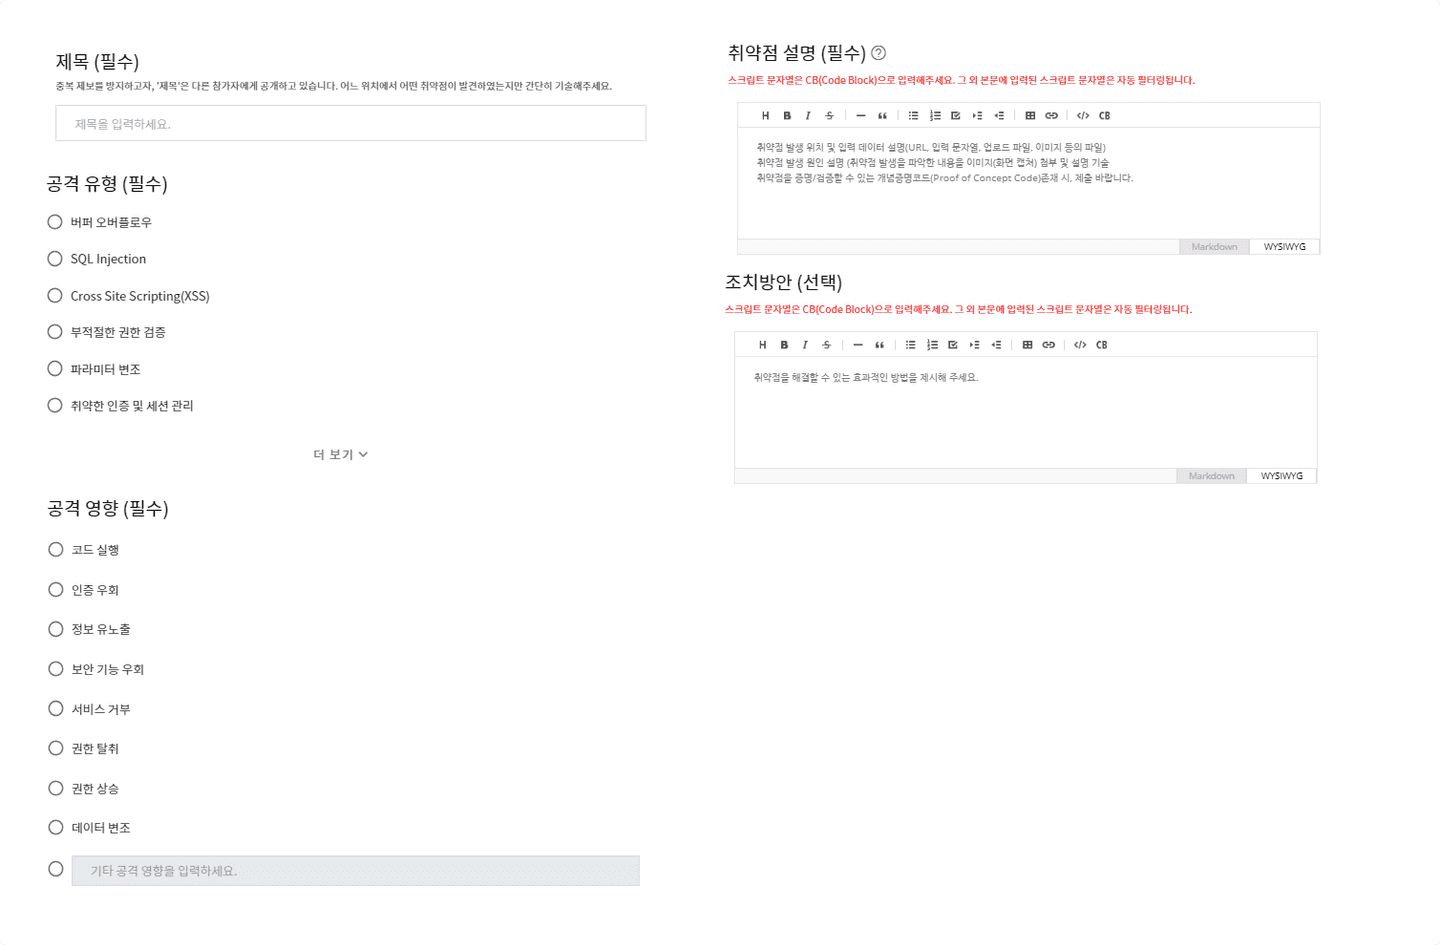 제목 (필수)
중복 제보를 방지하고자, '제목'은 다른 참가자에게 공개하고 있습니다. 어느 위치에서 어떤 취약점이 발견하였는지만 간단히 기술해주세요.
제목을 입력하세요.
공격 유형 (필수)
버퍼 오버플로우
SQL Injection
Cross Site Scripting(XSS)
부적절한 권한 검증
파라미터 변조
취약한 인증 및 세션 관리
더 보기
공격 영향 (필수)
코드 실행
인증 우회
정보 유노출
보안 기능 우회
서비스 거부
권한 탈취
권한 상승
데이터 변조
기타 공격 영향을 입력하세요.
취약점 설명 (필수) ?
스크립트 문자열은 CB(Code Block)으로 입력해주세요. 그 외 본문에 입력된 스크립트 문자열은 자동 필터링됩니다.
H B I S — “ </> CB
취약점 발생 위치 및 입력 데이터 설명(URL, 입력 문자열, 업로드 파일, 이미지 등의 파일)
취약점 발생 원인 설명 (취약점 발생을 파악한 내용을 이미지(화면 캡처) 첨부 및 설명 기술
취약점을 증명/검증할 수 있는 개념증명코드(Proof of Concept Code)존재 시, 제출 바랍니다.
Markdown WYSIWYG
조치방안 (선택)
스크립트 문자열은 CB(Code Block)으로 입력해주세요. 그 외 본문에 입력된 스크립트 문자열은 자동 필터링됩니다.
H B I S — “ </> CB
취약점을 해결할 수 있는 효과적인 방법을 제시해 주세요.
Markdown WYSIWYG